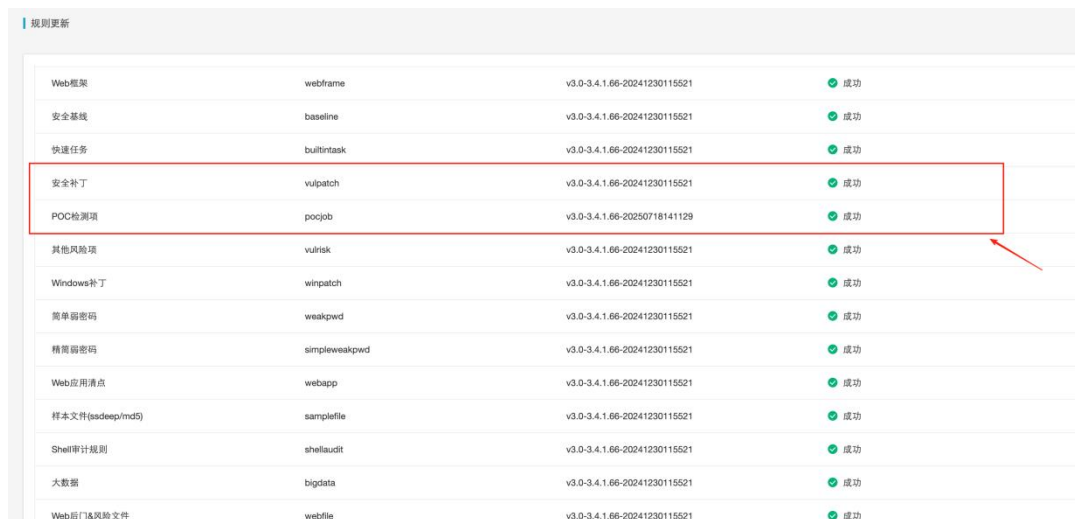 规则更新
Web框架 webframe v3.0-3.4.1.66-20241230115521 成功
安全基线 baseline v3.0-3.4.1.66-20241230115521 成功
快速任务 builtintask v3.0-3.4.1.66-20241230115521 成功
安全补丁 vulpatch v3.0-3.4.1.66-20241230115521 成功
POC检测项 pocjob v3.0-3.4.1.66-20250718141129 成功
其他风险项 vulrisk v3.0-3.4.1.66-20241230115521 成功
Windows补丁 winpatch v3.0-3.4.1.66-20241230115521 成功
简单弱密码 weakpwd v3.0-3.4.1.66-20241230115521 成功
精简弱密码 simpleweakpwd v3.0-3.4.1.66-20241230115521 成功
Web应用清点 webapp v3.0-3.4.1.66-20241230115521 成功
样本文件(ssdeep/md5) samplefile v3.0-3.4.1.66-20241230115521 成功
Shell审计规则 shellaudit v3.0-3.4.1.66-20241230115521 成功
大数据 bigdata v3.0-3.4.1.66-20241230115521 成功
Web后门&风险文件 webfile v3.0-3.4.1.66-20241230115521 成功